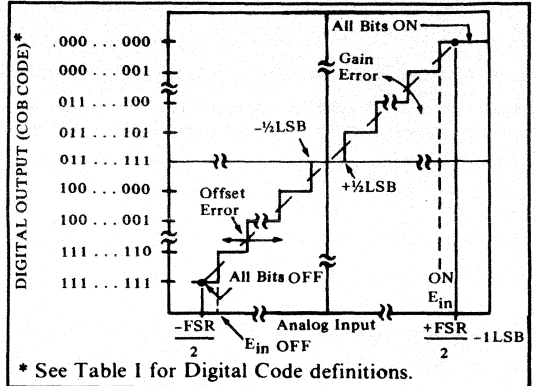 DIGITAL OUTPUT (COB CODE)*
All Bits ON
000 . . . 000
Gain
Error
000 . . . 001
011 . . . 100
-½LSB
011 . . . 101
011 . . . 111
+½LSB
100 . . . 000
Offset
Error
100 . . . 001
111 . . . 110
All Bits OFF
ON
111 . . . 111
E in
-FSR
2
E in OFF
Analog Input
+FSR
2
-1LSB
* See Table I for Digital Code definitions.